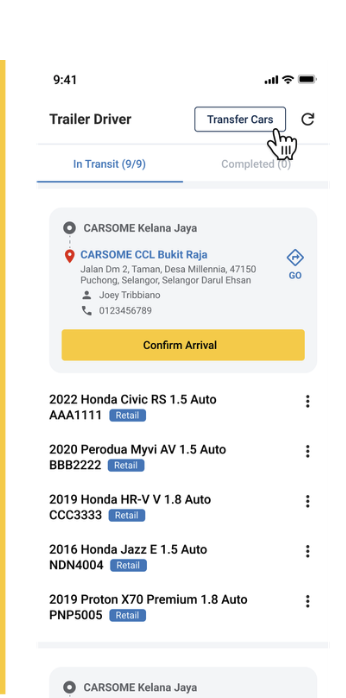 9:41
Trailer Driver
Transfer Cars
In Transit (9/9)
Completed (0)
CARSOME Kelana Jaya
CARSOME CCL Bukit Raja
Jalan Dm 2, Taman, Desa Millennia, 47150
Puchong, Selangor, Selangor Darul Ehsan
GO
Joey Tribbiano
0123456789
Confirm Arrival
2022 Honda Civic RS 1.5 Auto
AAA1111 Retail
2020 Perodua Myvi AV 1.5 Auto
BBB2222 Retail
2019 Honda HR-V V 1.8 Auto
CCC3333 Retail
2016 Honda Jazz E 1.5 Auto
NDN4004 Retail
2019 Proton X70 Premium 1.8 Auto
PNP5005 Retail
CARSOME Kelana Jaya